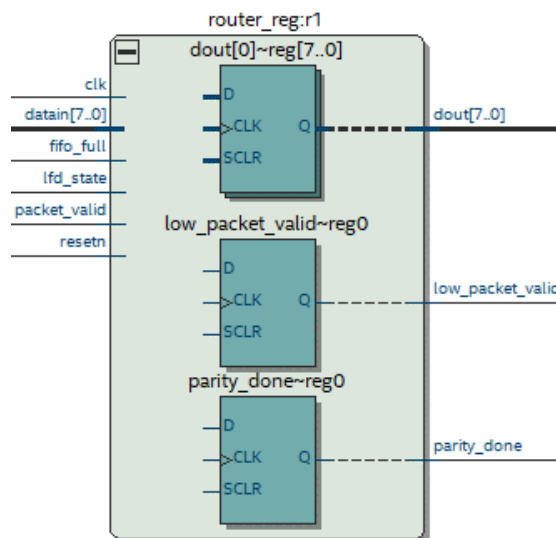 router_reg:r1
dout[0]~reg[7..0]
clk
datain[7..0]
fifo_full
lfd_state
packet_valid
resetn
D
CLK
SCLR
Q
dout[7..0]
low_packet_valid~reg0
D
CLK
SCLR
Q
low_packet_valid
parity_done~reg0
D
CLK
SCLR
Q
parity_done